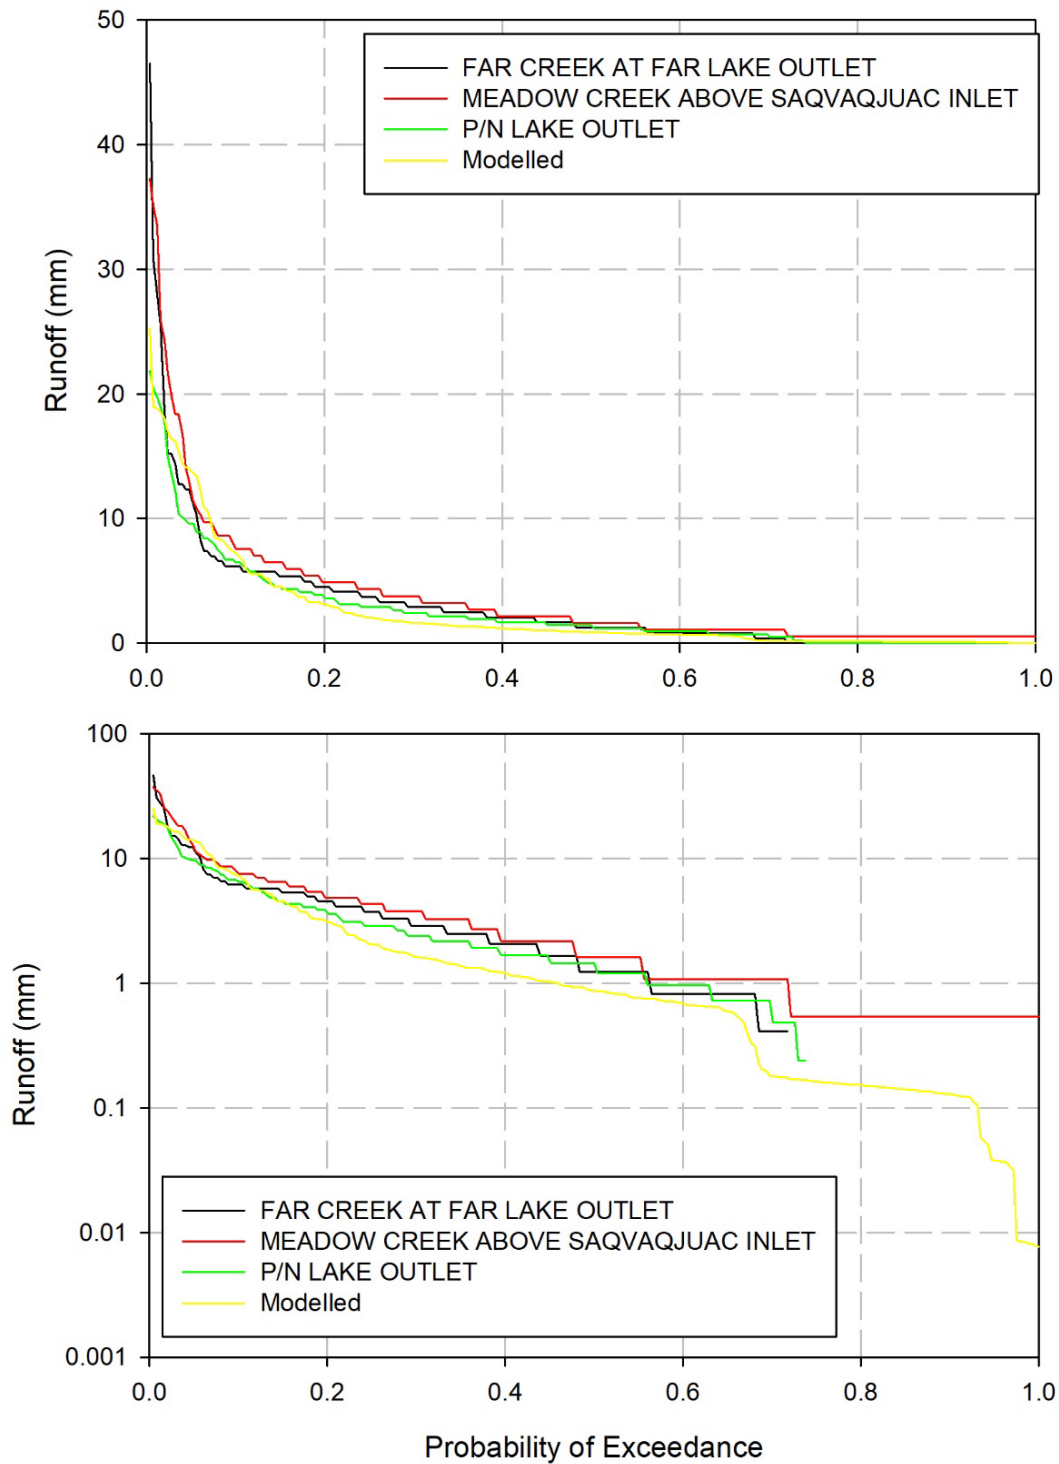 50
40
30
20
10
0
Runoff (mm)
FAR CREEK AT FAR LAKE OUTLET
MEADOW CREEK ABOVE SAQVAQJUAC INLET
P/N LAKE OUTLET
Modelled
0.0 0.2 0.4 0.6 0.8 1.0
100
10
1
0.1
0.01
0.001
Runoff (mm)
FAR CREEK AT FAR LAKE OUTLET
MEADOW CREEK ABOVE SAQVAQJUAC INLET
P/N LAKE OUTLET
Modelled
0.0 0.2 0.4 0.6 0.8 1.0
Probability of Exceedance